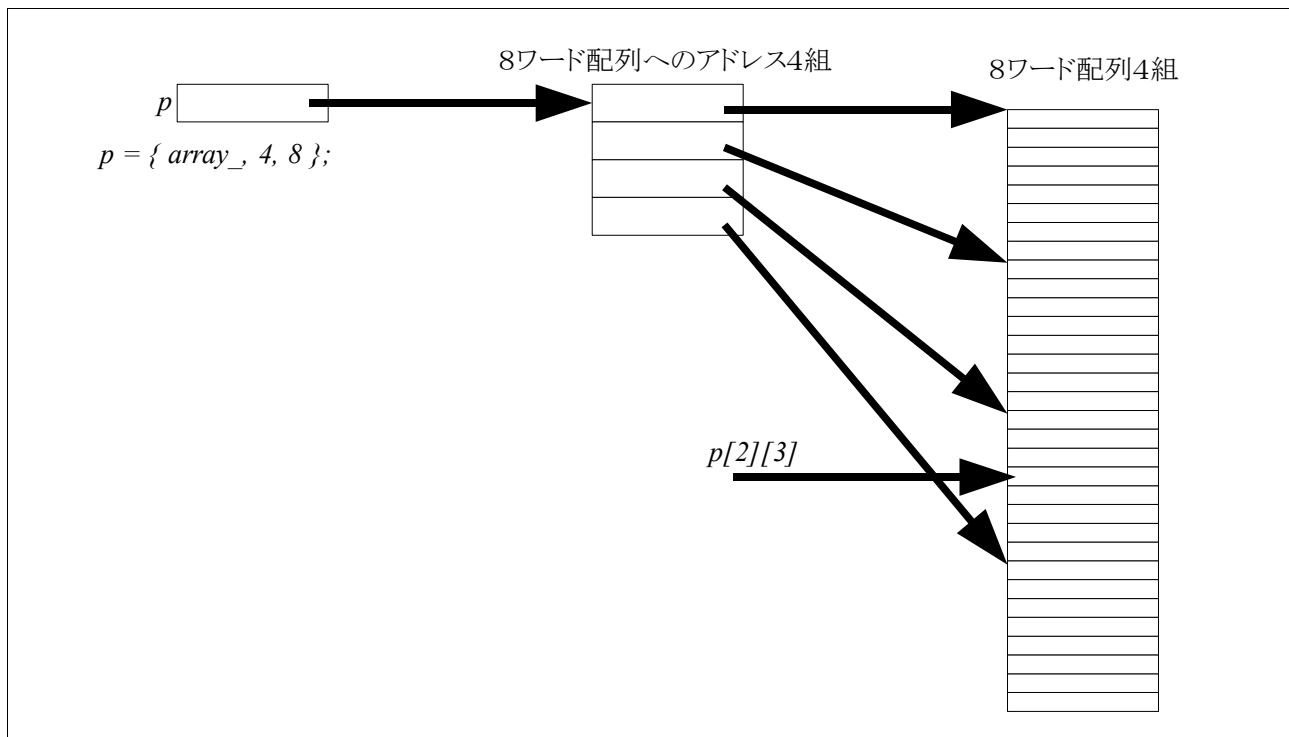 8ワード配列へのアドレス4組
8ワード配列4組
p
p = { array_, 4, 8 };
p[2][3]